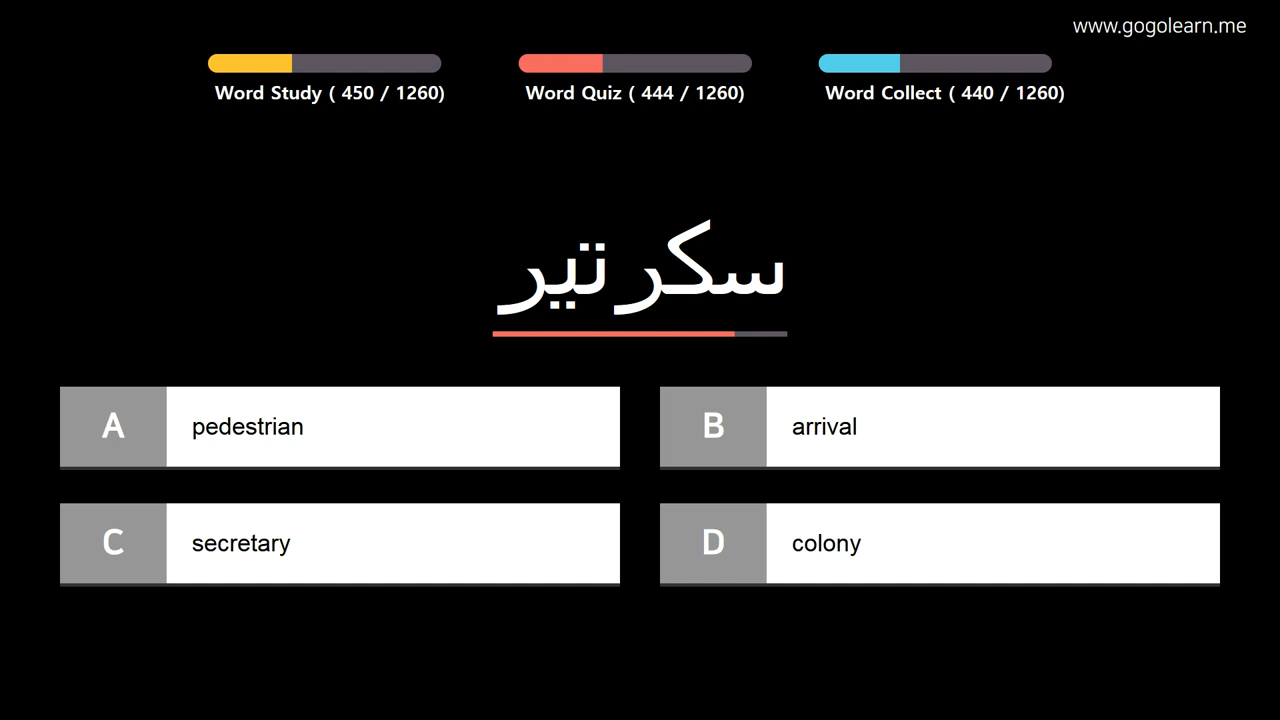 www.gogolearn.me
Word Study ( 450 / 1260)
Word Quiz ( 444 / 1260)
Word Collect ( 440 / 1260)
سکرتیر
A pedestrian
B arrival
C secretary
D colony